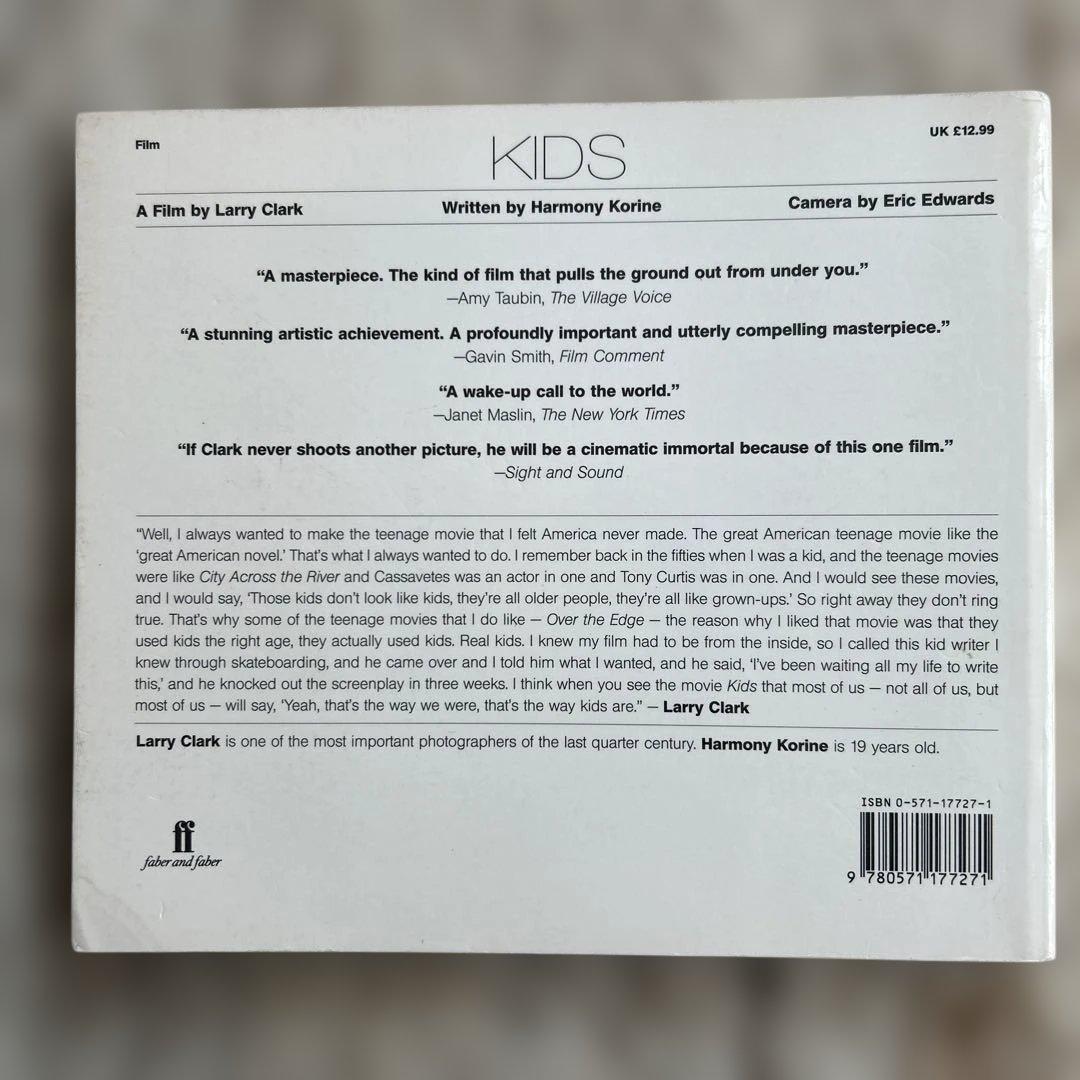 Film
KIDS
UK £12.99
A Film by Larry Clark
Written by Harmony Korine
Camera by Eric Edwards
“A masterpiece. The kind of film that pulls the ground out from under you.”
—Amy Taubin, The Village Voice
“A stunning artistic achievement. A profoundly important and utterly compelling masterpiece.”
—Gavin Smith, Film Comment
“A wake-up call to the world.”
—Janet Maslin, The New York Times
“If Clark never shoots another picture, he will be a cinematic immortal because of this one film.”
—Sight and Sound
“Well, I always wanted to make the teenage movie that I felt America never made. The great American teenage movie like the
‘great American novel.’ That’s what I always wanted to do. I remember back in the fifties when I was a kid, and the teenage movies
were like City Across the River and Cassavetes was an actor in one and Tony Curtis was in one. And I would see these movies,
and I would say, ‘Those kids don’t look like kids, they’re all older people, they’re all like grown-ups.’ So right away they don’t ring
true. That’s why some of the teenage movies that I do like — Over the Edge — the reason why I liked that movie was that they
used kids the right age, they actually used kids. Real kids. I knew my film had to be from the inside, so I called this kid writer I
knew through skateboarding, and he came over and I told him what I wanted, and he said, ‘I’ve been waiting all my life to write
this,’ and he knocked out the screenplay in three weeks. I think when you see the movie Kids that most of us — not all of us, but
most of us — will say, ‘Yeah, that’s the way we were, that’s the way kids are.” — Larry Clark
Larry Clark is one of the most important photographers of the last quarter century. Harmony Korine is 19 years old.
ISBN 0-571-17727-1
ff
faber and faber
9 780571 177271